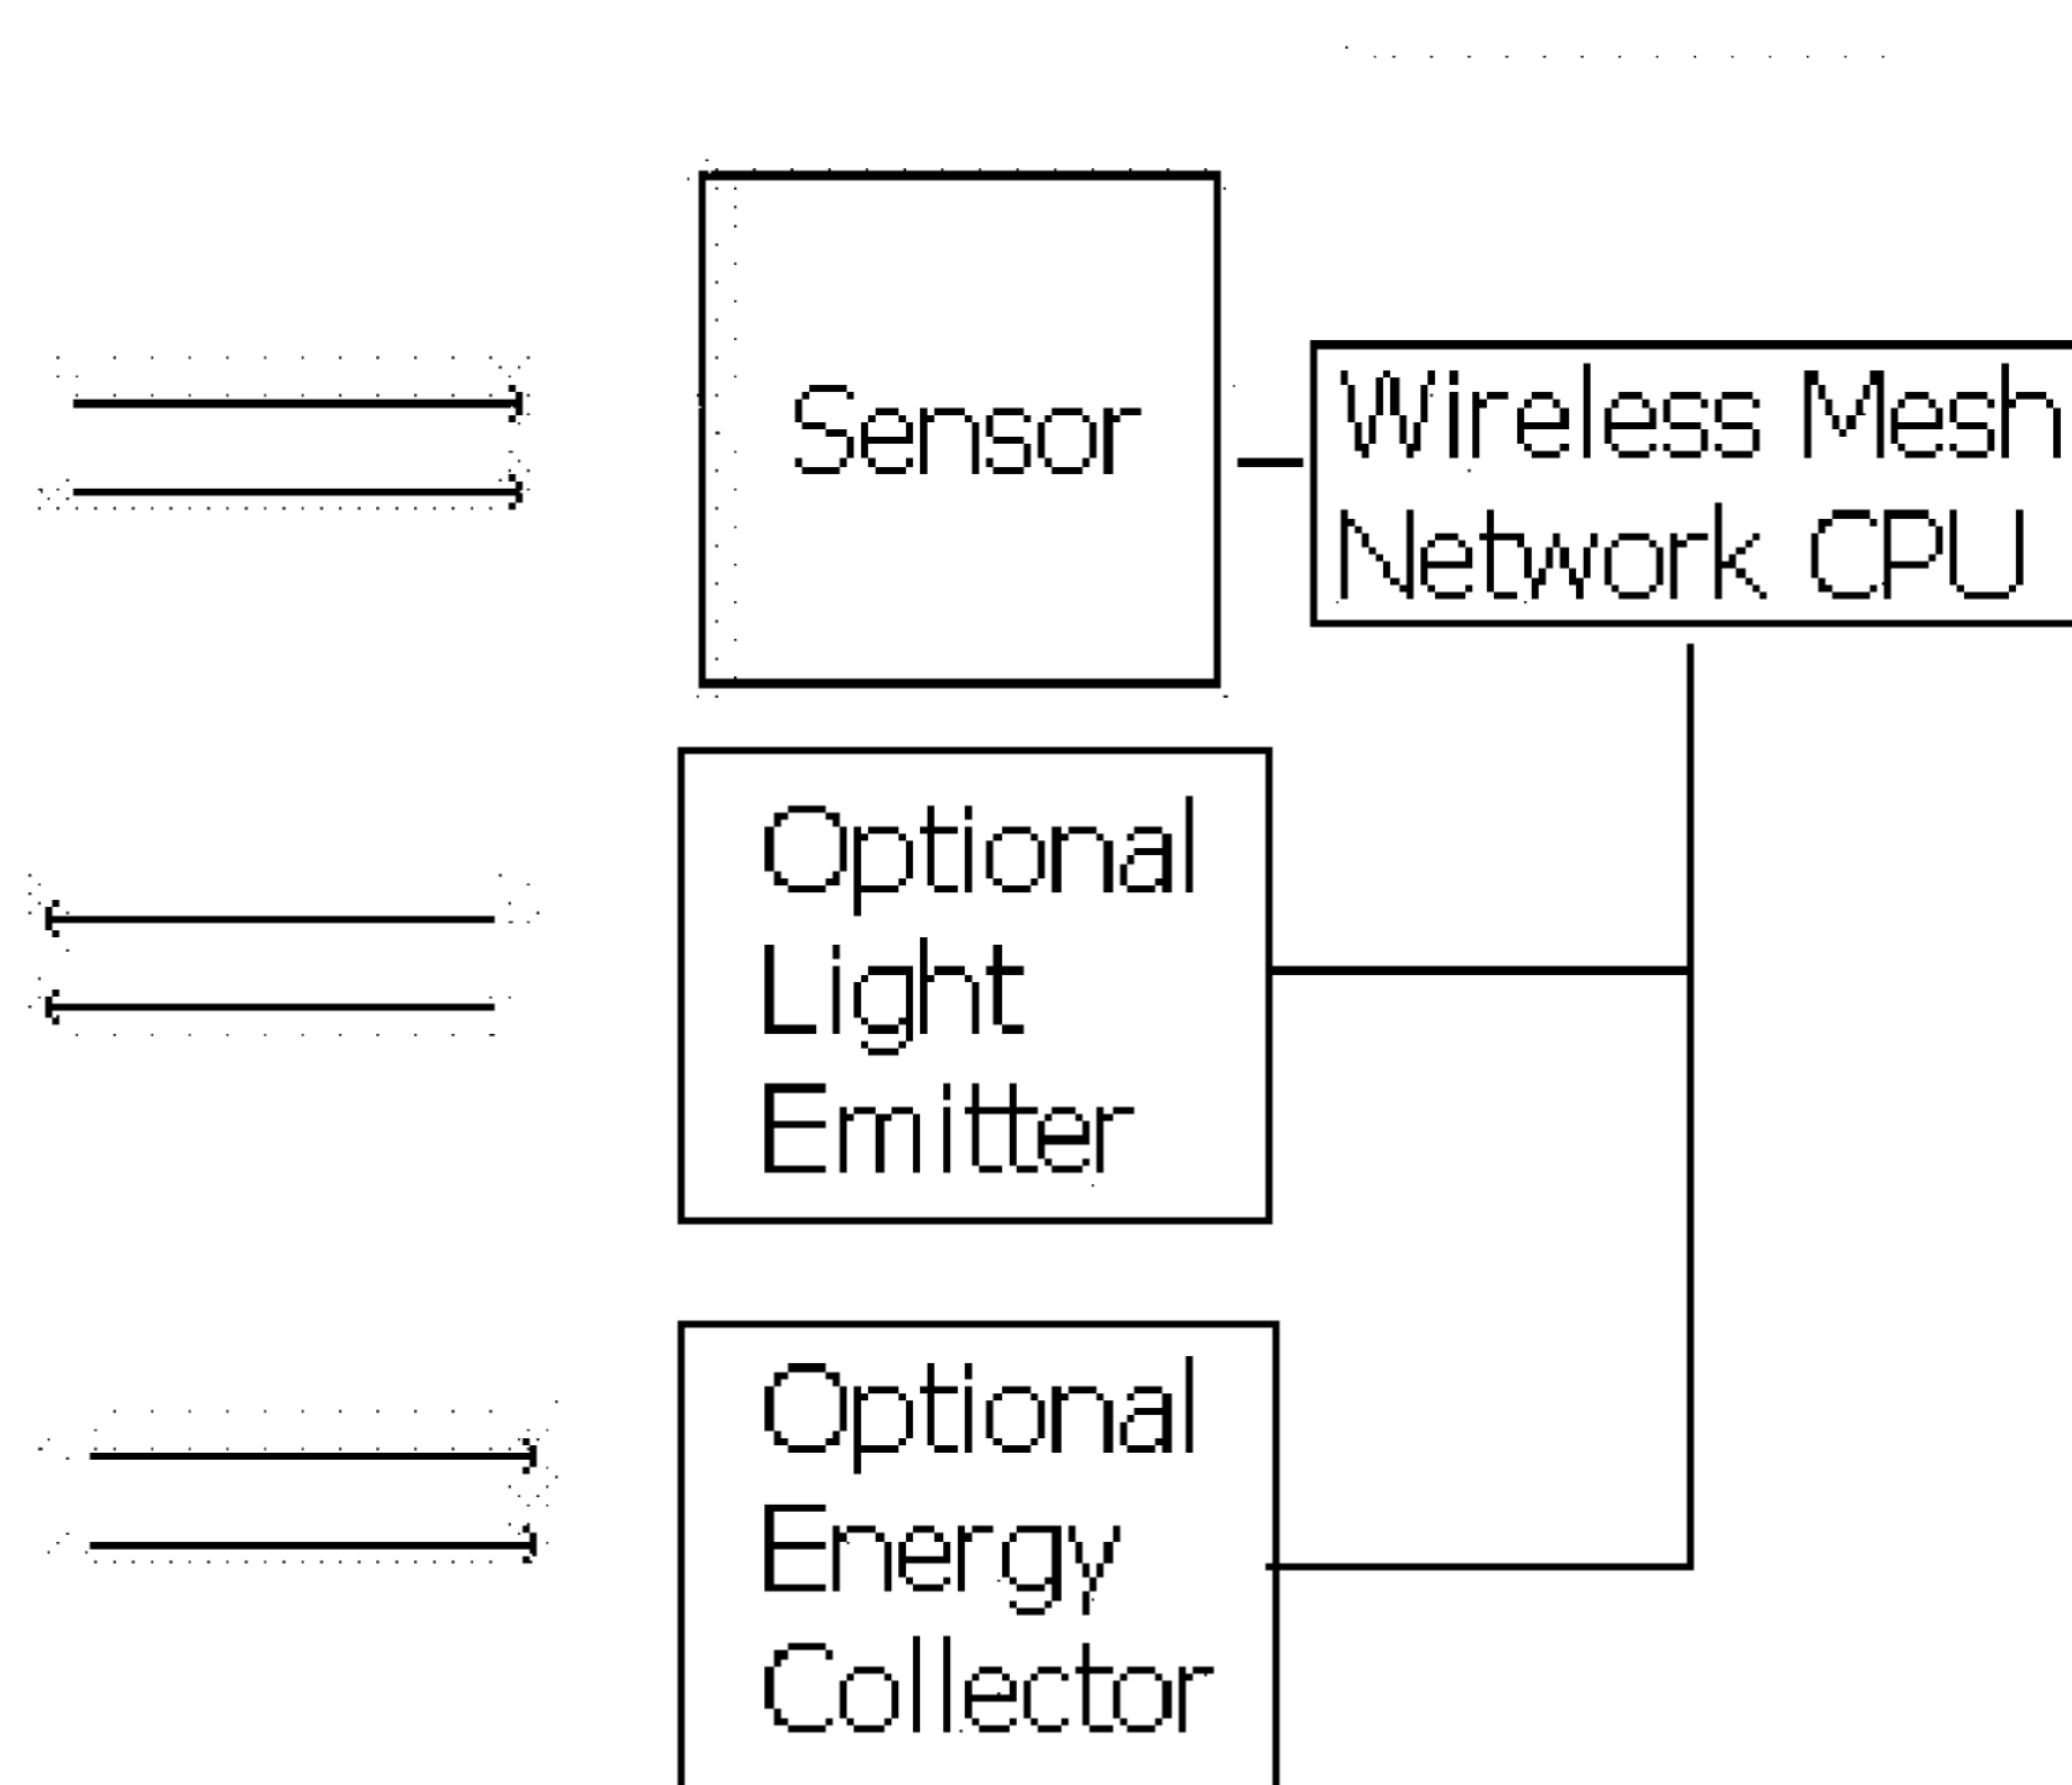 Sensor
Wireless Mesh
Network CPU
Optional
Light
Emitter
Optional
Energy
Collector